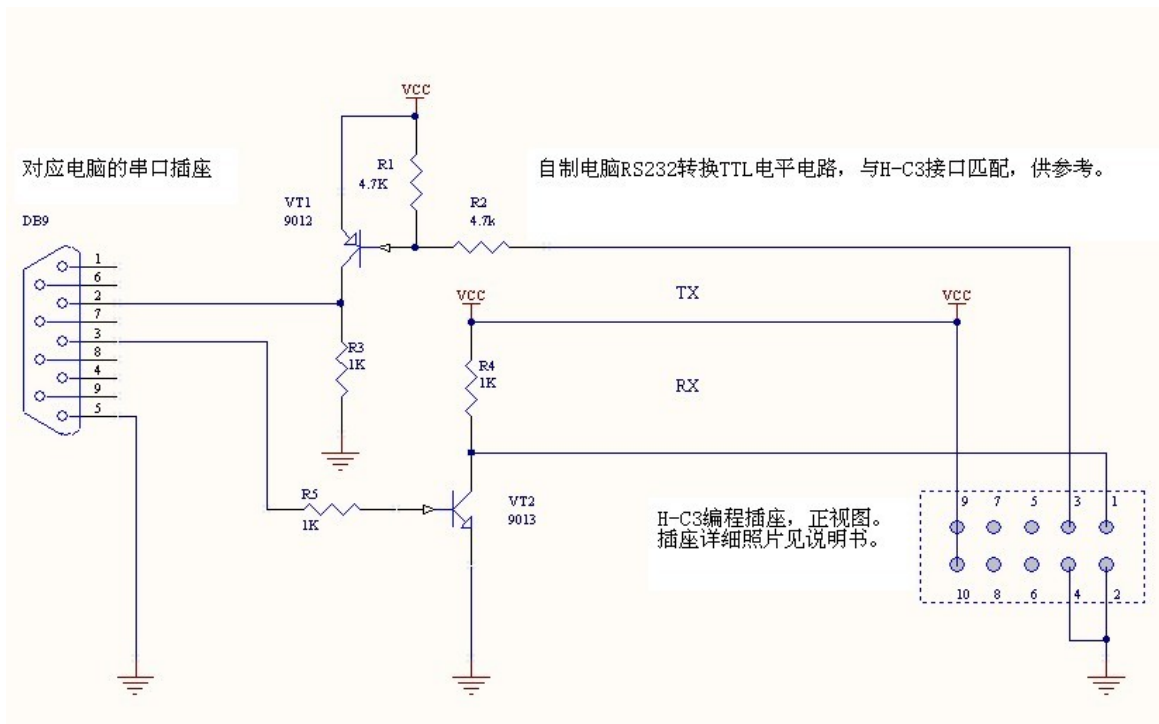 VCC
对应电脑的串口插座
R1
4.7K
自制电脑RS232转换TTL电平电路，与H-C3接口匹配，供参考。
VT1
9012
R2
4.7k
DB9
1
6
2
7
3
8
4
9
5
VCC
TX
VCC
R3
1K
R4
1K
RX
R5
1K
VT2
9013
H-C3编程插座，正视图。
插座详细照片见说明书。
9 7 5 3 1
10 8 6 4 2